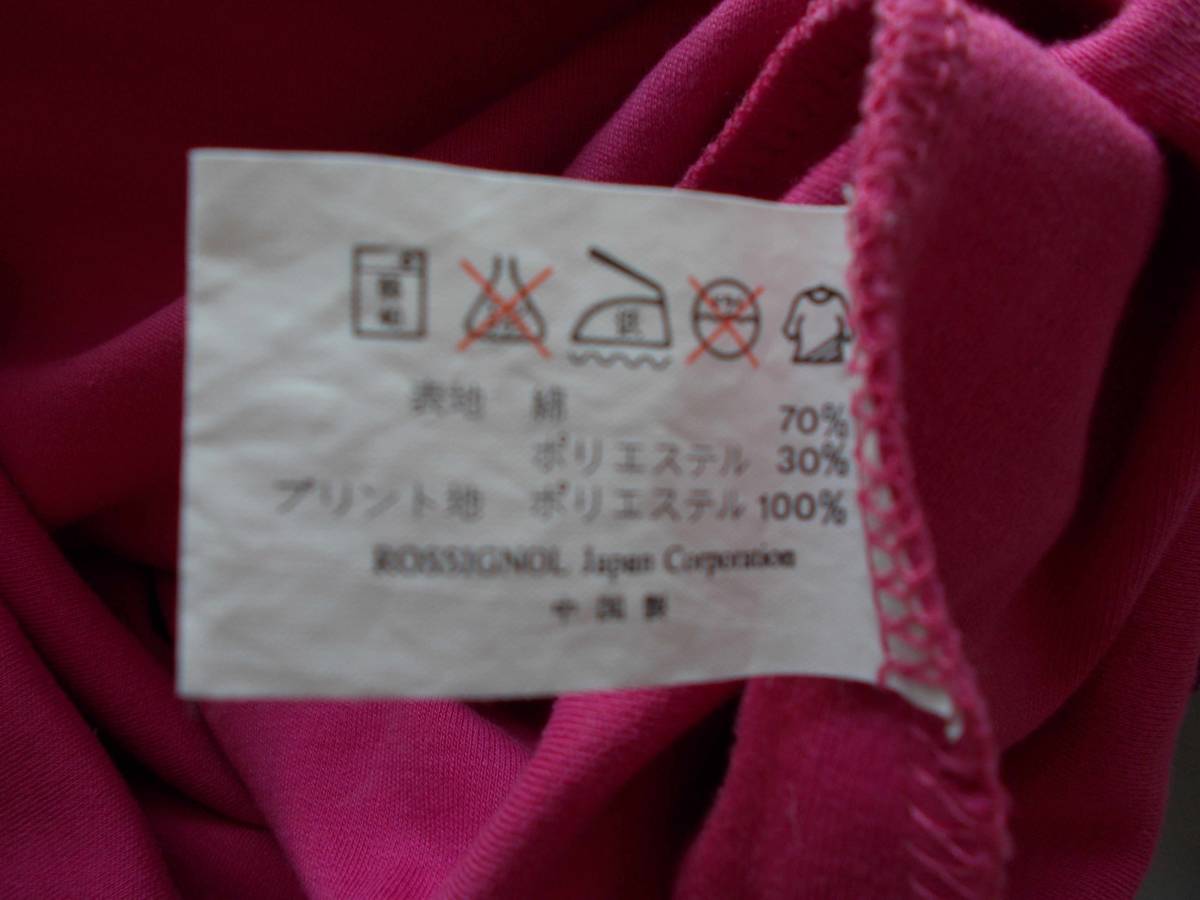 低
表地 綿 70%
ポリエステル 30%
プリント地 ポリエステル 100%
ROSSIGNOL Japan Corporation
中国製